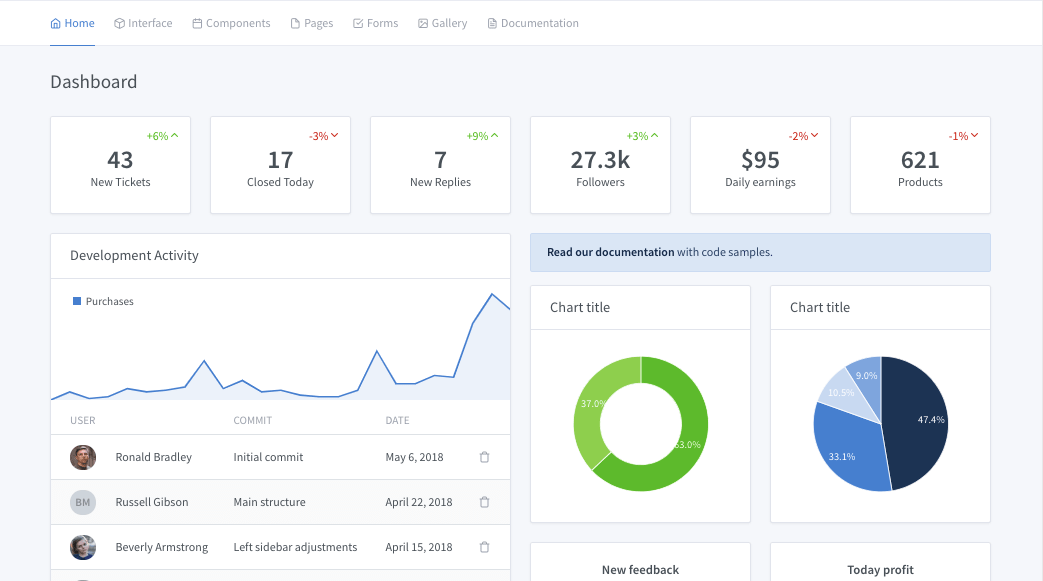 Home Interface Components Pages Forms Gallery Documentation
Dashboard
+6% -3% +9% +3% -2% -1%
43 17 7 27.3k $95 621
New Tickets Closed Today New Replies Followers Daily earnings Products
Development Activity
Purchases
USER COMMIT DATE
Ronald Bradley Initial commit May 6, 2018
BM Russell Gibson Main structure April 22, 2018
Beverly Armstrong Left sidebar adjustments April 15, 2018
Read our documentation with code samples.
Chart title
37.0%
63.0%
Chart title
9.0%
10.5%
47.4%
33.1%
New feedback
Today profit